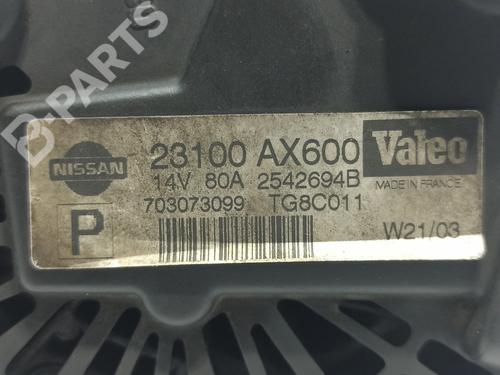 B-PARTS
NISSAN
23100 AX600
Valeo
14V 80A 2542694B
MADE IN FRANCE
703073099 TG8C011
P
W21/03